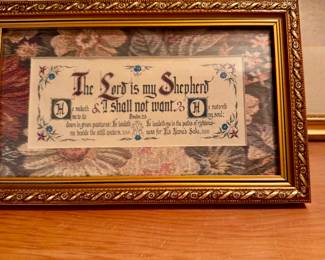 The Lord is my Shepherd
I shall not want.
He maketh me to
Psalm 23
He restoreth my soul:
down in green pastures: He leadeth
me beside the still waters.
He leadeth me in the paths of righteous-
ness for His Name's Sake.